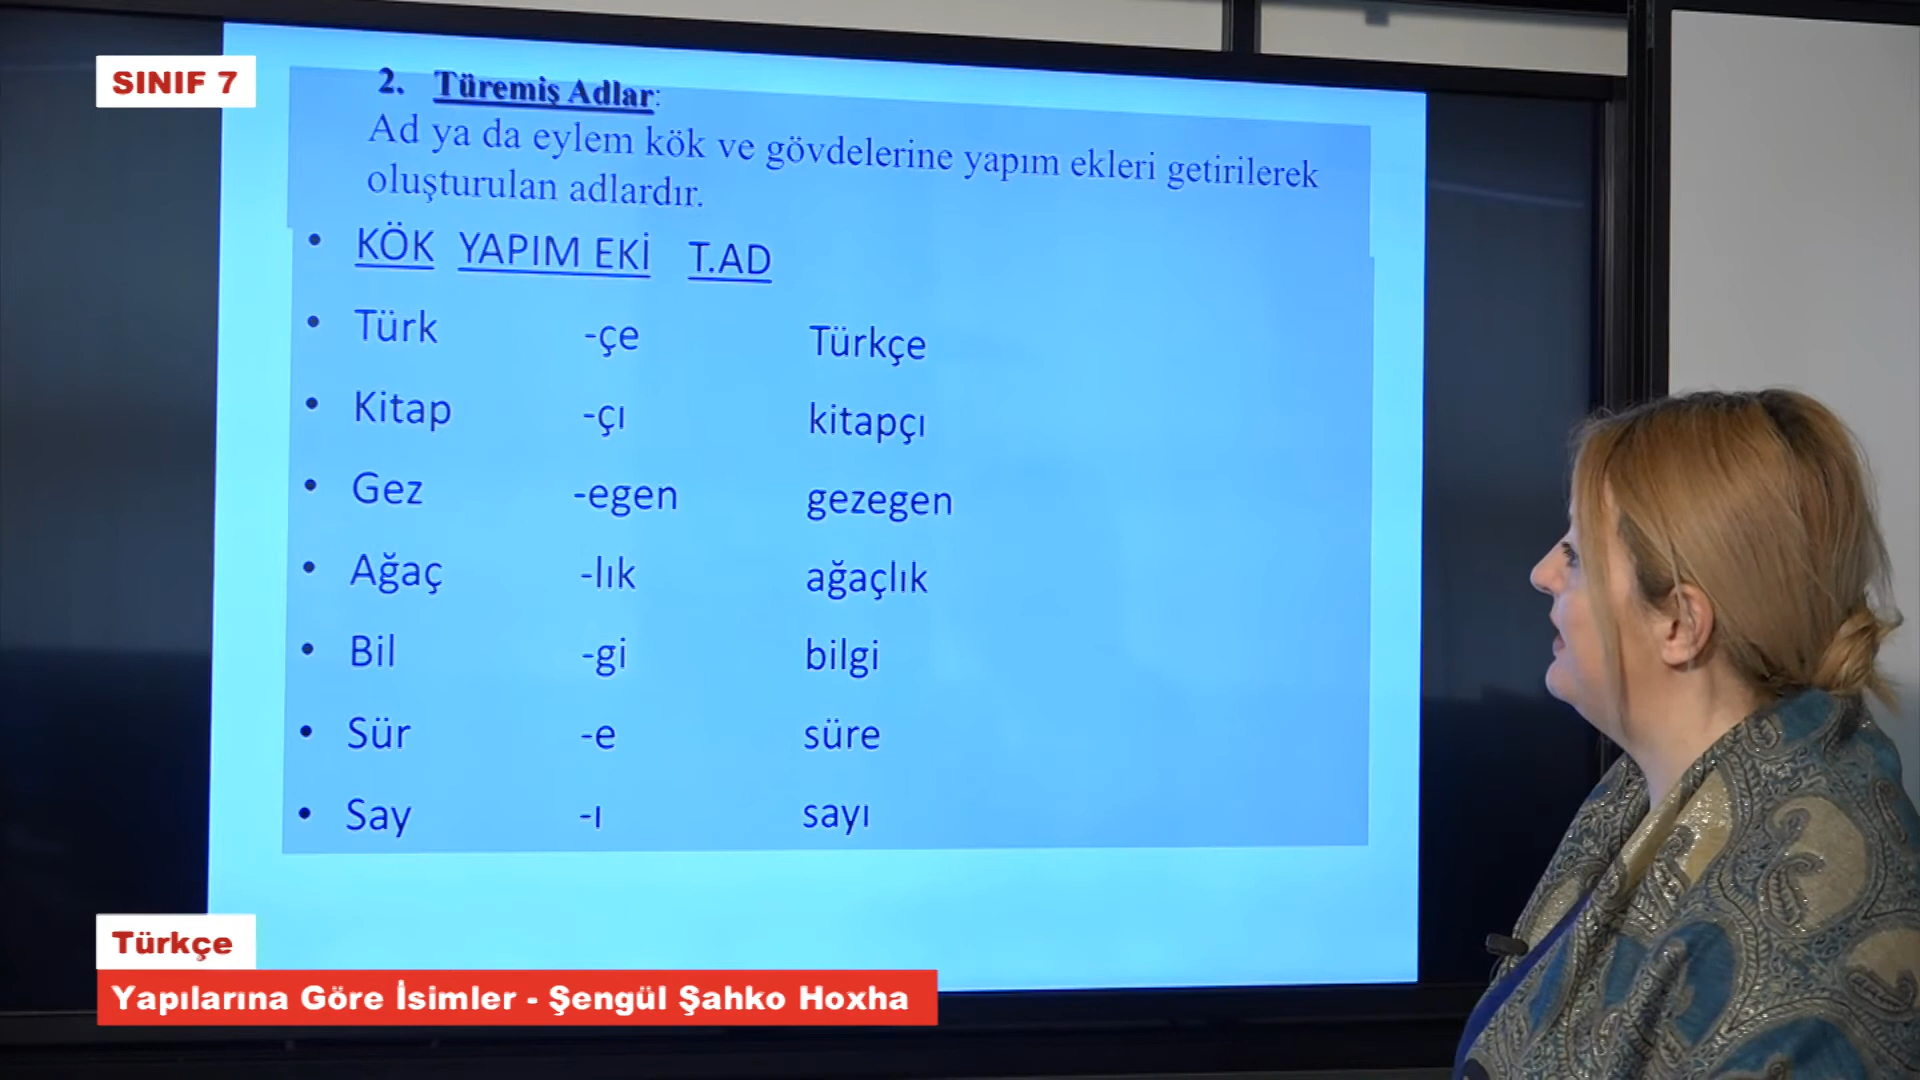 SINIF 7
2. Türemiş Adlar:
Ad ya da eylem kök ve gövdelerine yapım ekleri getirilerek
oluşturulan adlardır.
• KÖK YAPIM EKİ T.AD
• Türk -çe Türkçe
• Kitap -çı kitapçı
• Gez -egen gezegen
• Ağaç -lık ağaçlık
• Bil -gi bilgi
• Sür -e süre
• Say -ı sayı
Türkçe
Yapılarına Göre İsimler - Şengül Şahko Hoxha